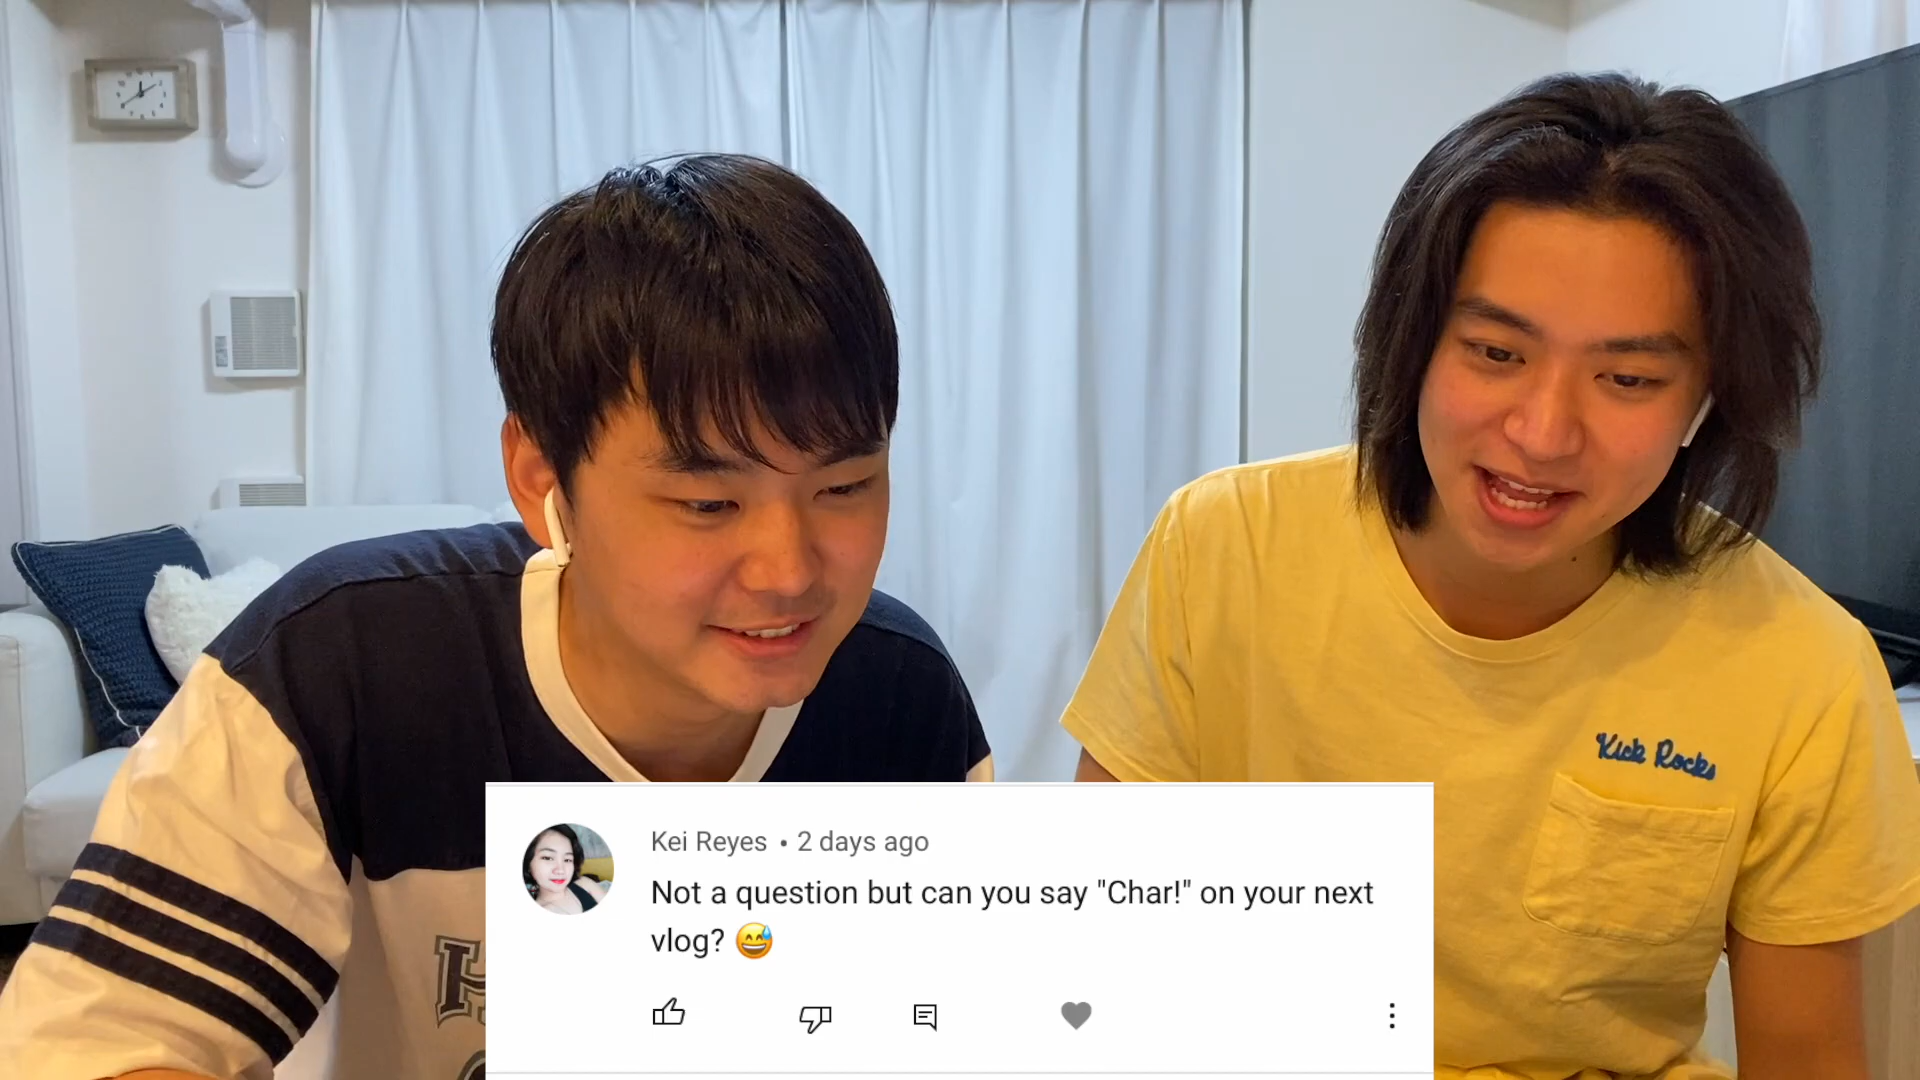 Kick Rocks
Kei Reyes • 2 days ago
Not a question but can you say "Char!" on your next
vlog? 😅
H